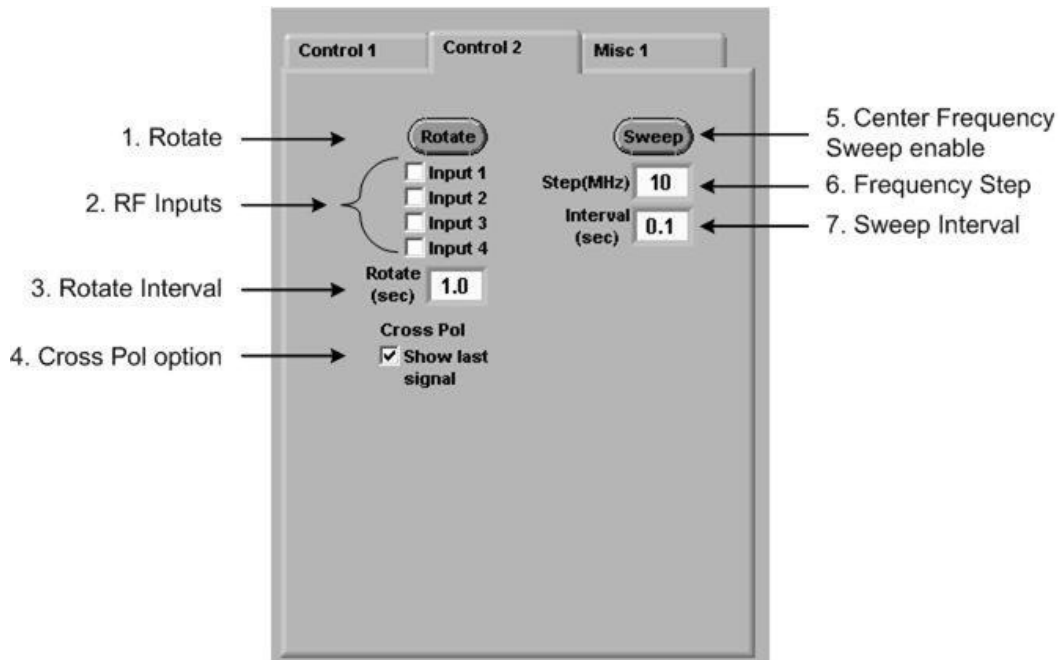 Control 1
Control 2
Misc 1
1. Rotate
Rotate
2. RF Inputs
Input 1
Input 2
Input 3
Input 4
3. Rotate Interval
Rotate
(sec)
1.0
4. Cross Pol option
Cross Pol
Show last
signal
Sweep
5. Center Frequency
Sweep enable
Step(MHz)
10
6. Frequency Step
Interval
(sec)
0.1
7. Sweep Interval